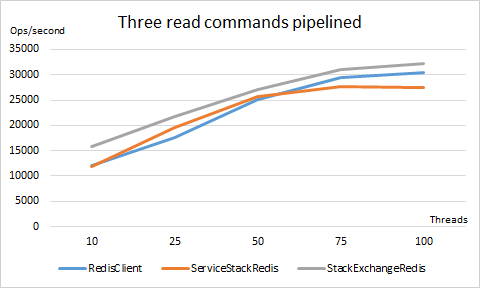 Three read commands pipelined
Ops/second
35000
30000
25000
20000
15000
10000
5000
0
Threads
10 25 50 75 100
RedisClient ServiceStackRedis StackExchangeRedis